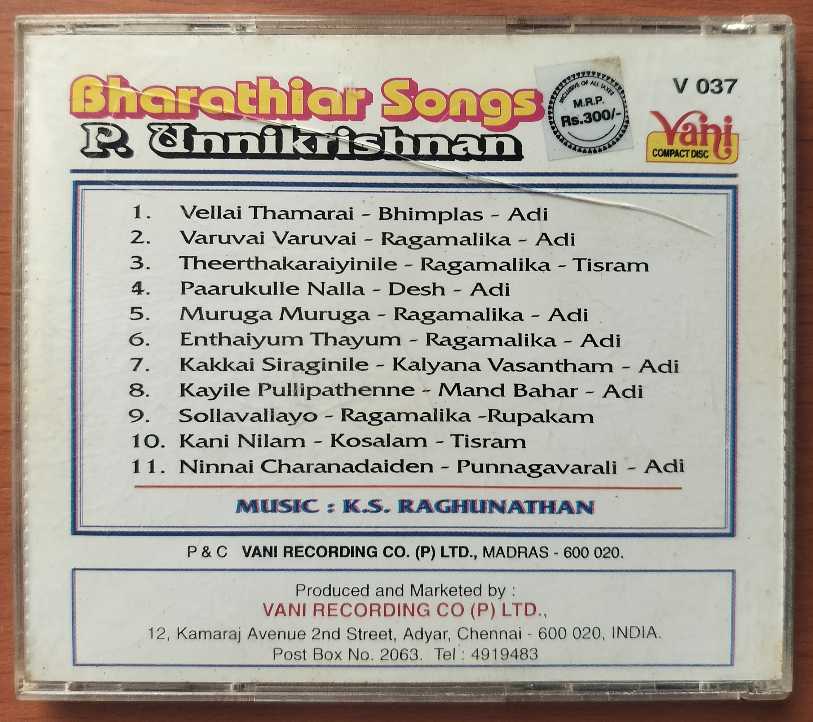 Bharathiar Songs
P. Unnikrishnan
INCLUSIVE OF ALL TAXES
M.R.P.
Rs.300/-
V 037
Vani
COMPACT DISC
1. Vellai Thamarai - Bhimplas - Adi
2. Varuvai Varuvai - Ragamalika - Adi
3. Theerthakaraiyinile - Ragamalika - Tisram
4. Paarukulle Nalla - Desh - Adi
5. Muruga Muruga - Ragamalika - Adi
6. Enthaiyum Thayum - Ragamalika - Adi
7. Kakkai Siraginile - Kalyana Vasantham - Adi
8. Kayile Pullipathenne - Mand Bahar - Adi
9. Sollavallayo - Ragamalika -Rupakam
10. Kani Nilam - Kosalam - Tisram
11. Ninnai Charanadaiden - Punnagavarali - Adi
MUSIC : K.S. RAGHUNATHAN
P & C VANI RECORDING CO. (P) LTD., MADRAS - 600 020.
Produced and Marketed by :
VANI RECORDING CO (P) LTD.,
12, Kamaraj Avenue 2nd Street, Adyar, Chennai - 600 020, INDIA.
Post Box No. 2063. Tel : 4919483